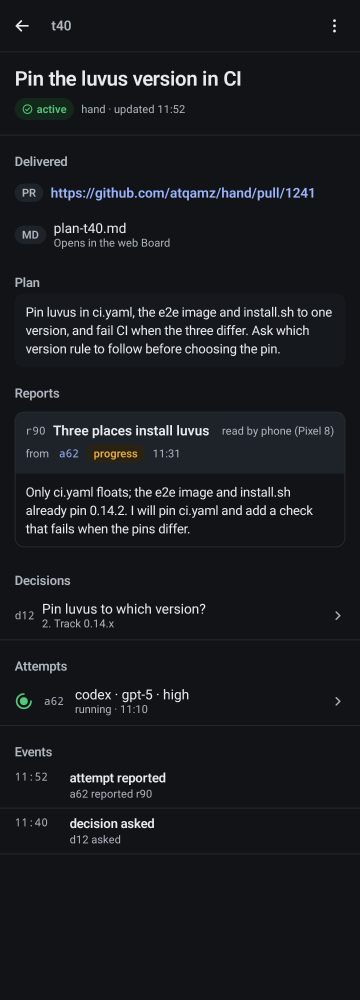 t40
Pin the luvus version in CI
active hand · updated 11:52
Delivered
PR https://github.com/atqamz/hand/pull/1241
MD plan-t40.md
Opens in the web Board
Plan
Pin luvus in ci.yaml, the e2e image and install.sh to one
version, and fail CI when the three differ. Ask which
version rule to follow before choosing the pin.
Reports
r90 Three places install luvus read by phone (Pixel 8)
from a62 progress 11:31
Only ci.yaml floats; the e2e image and install.sh
already pin 0.14.2. I will pin ci.yaml and add a check
that fails when the pins differ.
Decisions
d12 Pin luvus to which version?
2. Track 0.14.x
Attempts
a62 codex · gpt-5 · high
running · 11:10
Events
11:52 attempt reported
a62 reported r90
11:40 decision asked
d12 asked